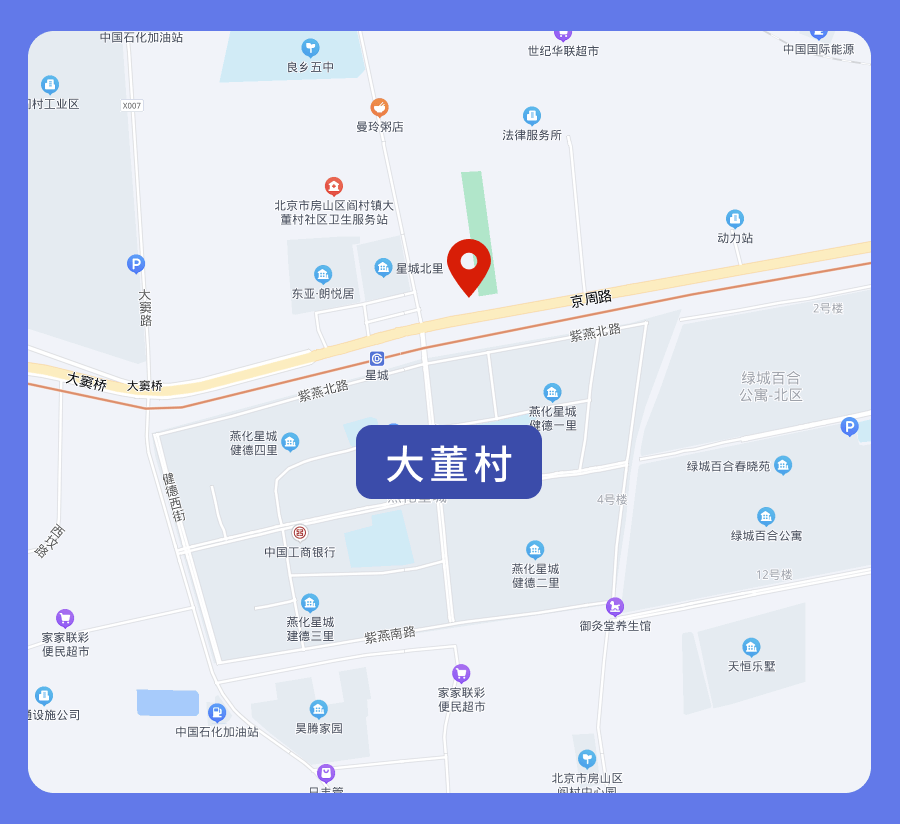 中国石化加油站
良乡五中
世纪华联超市
中国国际能源
村工业区
X007
曼玲粥店
法律服务所
北京市房山区阎村镇大
董村社区卫生服务站
动力站
P
星城北里
东亚·朗悦居
大窦路
京周路
2号楼
紫燕北路
星城
大窦桥
大窦桥
紫燕北路
绿城百合
公寓-北区
燕化星城
健德一里
P
燕化星城
健德四里
大董村
绿城百合春晓苑
健德西街
4号楼
绿城百合公寓
西坟路
中国工商银行
燕化星城
健德二里
12号楼
燕化星城
建德三里
御灸堂养生馆
家家联彩
便民超市
紫燕南路
天恒乐墅
家家联彩
便民超市
设施公司
中国石化加油站
昊腾家园
北京市房山区